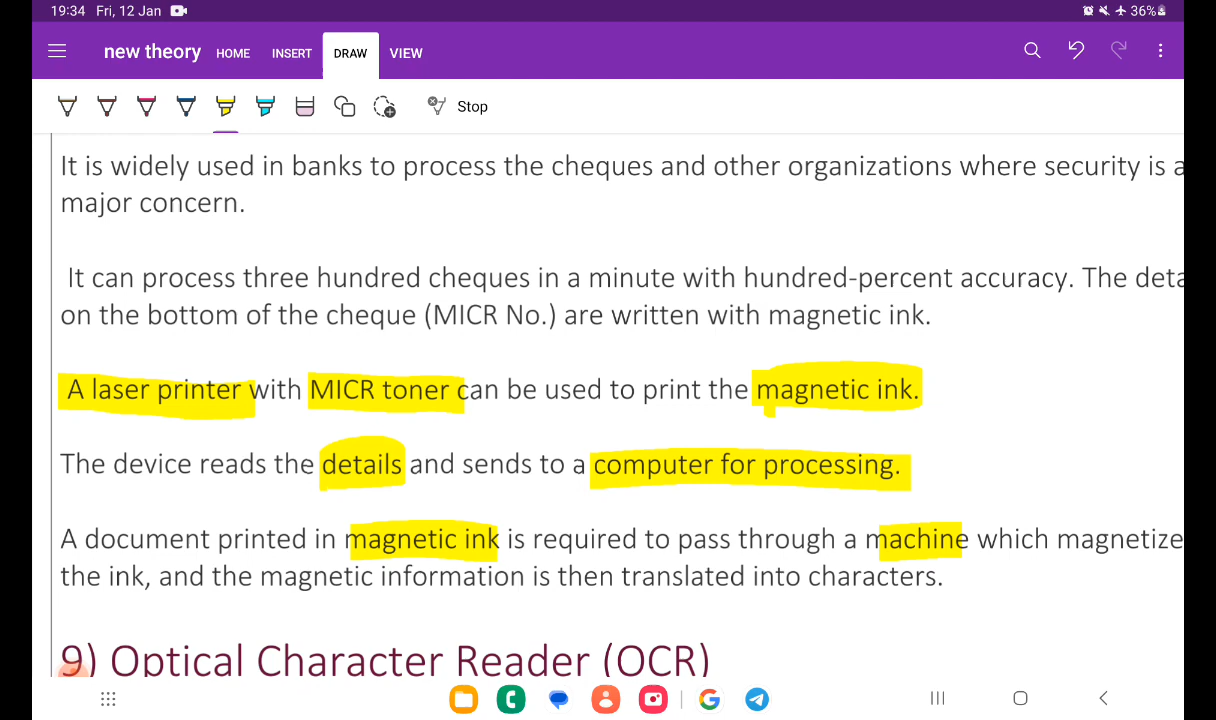 19:34 Fri, 12 Jan 36%
new theory HOME INSERT DRAW VIEW
Stop
It is widely used in banks to process the cheques and other organizations where security is a
major concern.
It can process three hundred cheques in a minute with hundred-percent accuracy. The deta
on the bottom of the cheque (MICR No.) are written with magnetic ink.
A laser printer with MICR toner can be used to print the magnetic ink.
The device reads the details and sends to a computer for processing.
A document printed in magnetic ink is required to pass through a machine which magnetize
the ink, and the magnetic information is then translated into characters.
9) Optical Character Reader (OCR)